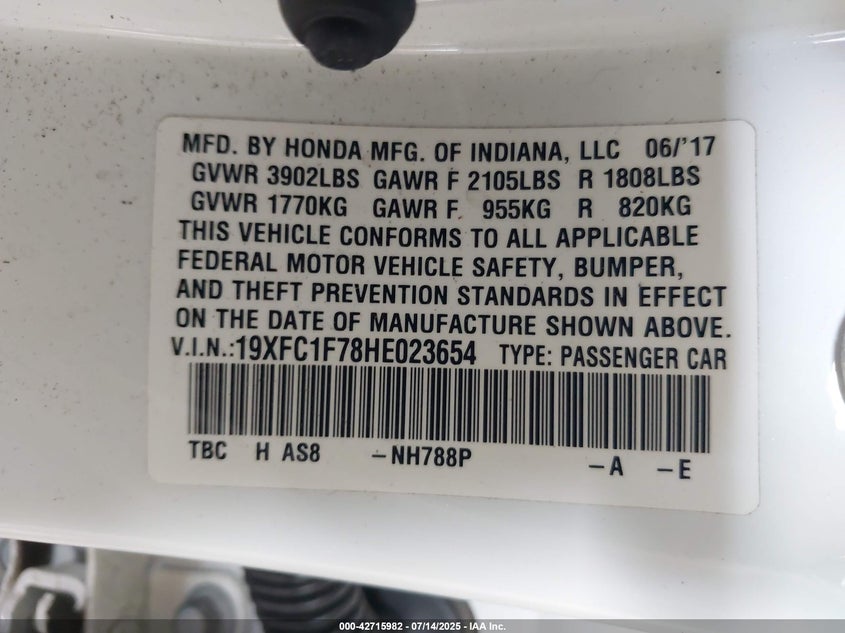 MFD. BY HONDA MFG. OF INDIANA, LLC 06/'17
GVWR 3902LBS GAWR F 2105LBS R 1808LBS
GVWR 1770KG GAWR F. 955KG R 820KG
THIS VEHICLE CONFORMS TO ALL APPLICABLE
FEDERAL MOTOR VEHICLE SAFETY, BUMPER,
AND THEFT PREVENTION STANDARDS IN EFFECT
ON THE DATE OF MANUFACTURE SHOWN ABOVE.
V.I.N.:19XFC1F78HE023654 TYPE: PASSENGER CAR
TBC H AS8 -NH788P -A -E
000-42715982 - 07/14/2025 - IAA Inc.